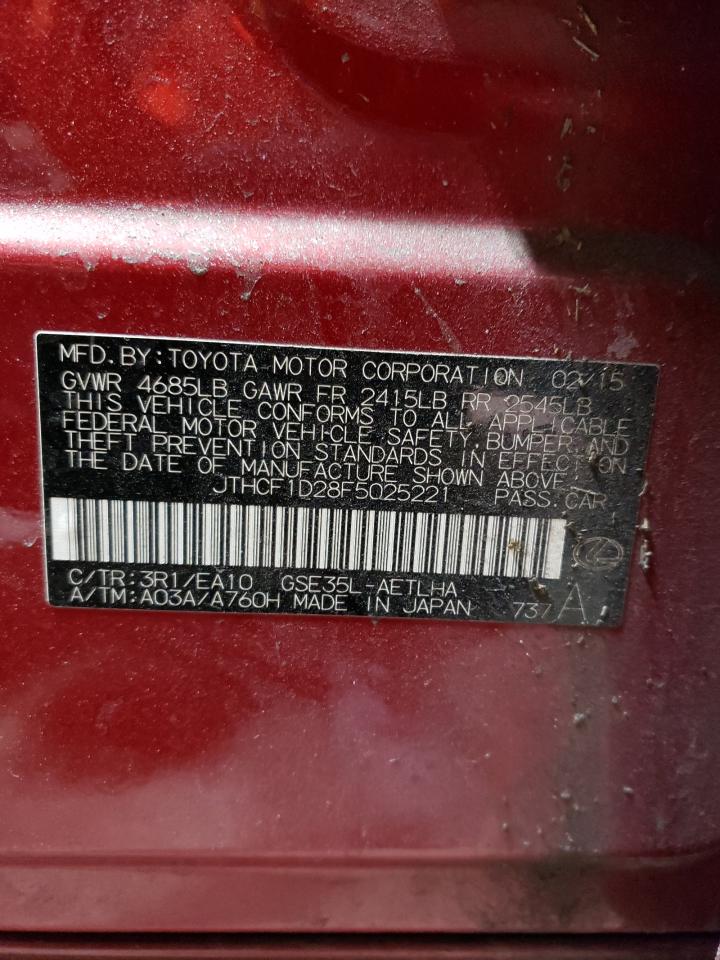 MFD.BY:TOYOTA MOTOR CORPORATION 02/15
GVWR 4685LB GAWR FR 2415LB RR 2545LB
THIS VEHICLE CONFORMS TO ALL APPLICABLE
FEDERAL MOTOR VEHICLE SAFETY,BUMPER,AND
THEFT PREVENTION STANDARDS IN EFFECT ON
THE DATE OF MANUFACTURE SHOWN ABOVE.
JTHCF1D28F5025221 PASS.CAR
C/TR:3R1/EA10 GSE35L-AETLHA
A/TM:A03A/A760H MADE IN JAPAN 737 A